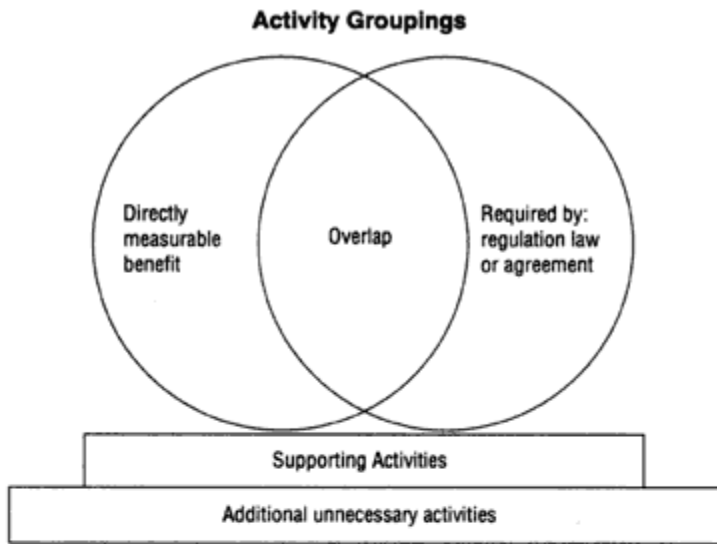 Activity Groupings
Directly
measurable
benefit
Overlap
Required by:
regulation law
or agreement
Supporting Activities
Additional unnecessary activities